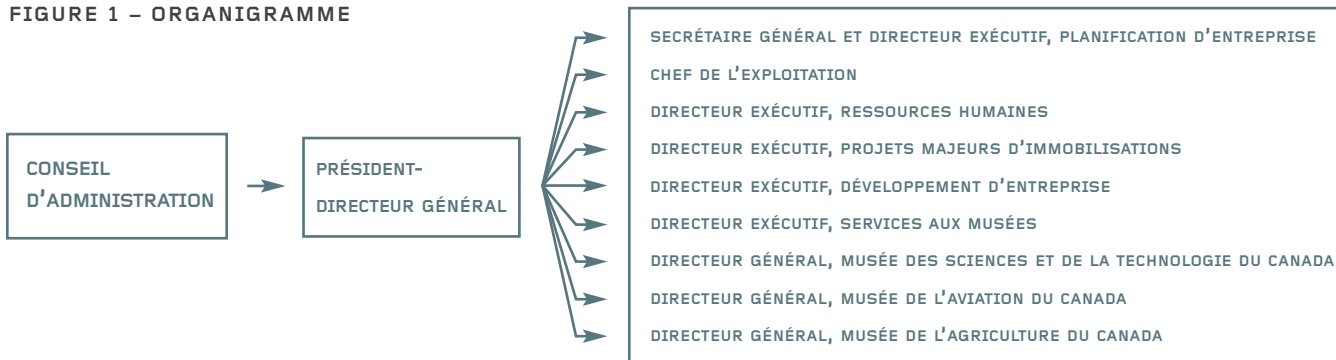 FIGURE 1 – ORGANIGRAMME
CONSEIL
D'ADMINISTRATION
PRÉSIDENT-
DIRECTEUR GÉNÉRAL
SECRÉTAIRE GÉNÉRAL ET DIRECTEUR EXÉCUTIF, PLANIFICATION D'ENTREPRISE
CHEF DE L'EXPLOITATION
DIRECTEUR EXÉCUTIF, RESSOURCES HUMAINES
DIRECTEUR EXÉCUTIF, PROJETS MAJEURS D'IMMOBILISATIONS
DIRECTEUR EXÉCUTIF, DÉVELOPPEMENT D'ENTREPRISE
DIRECTEUR EXÉCUTIF, SERVICES AUX MUSÉES
DIRECTEUR GÉNÉRAL, MUSÉE DES SCIENCES ET DE LA TECHNOLOGIE DU CANADA
DIRECTEUR GÉNÉRAL, MUSÉE DE L'AVIATION DU CANADA
DIRECTEUR GÉNÉRAL, MUSÉE DE L'AGRICULTURE DU CANADA